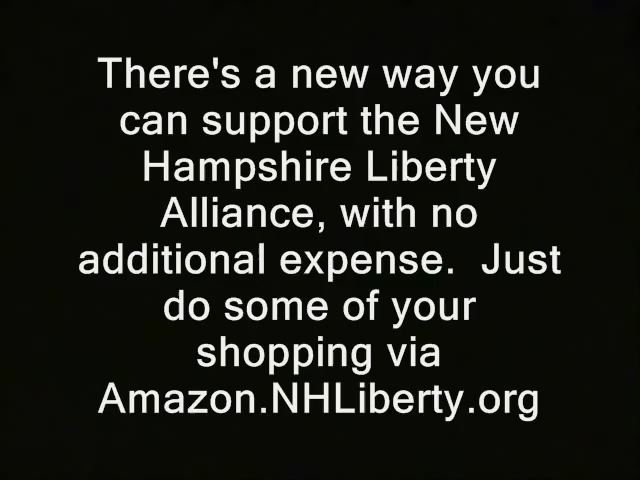 There's a new way you
can support the New
Hampshire Liberty
Alliance, with no
additional expense.  Just
do some of your
shopping via
Amazon.NHLiberty.org